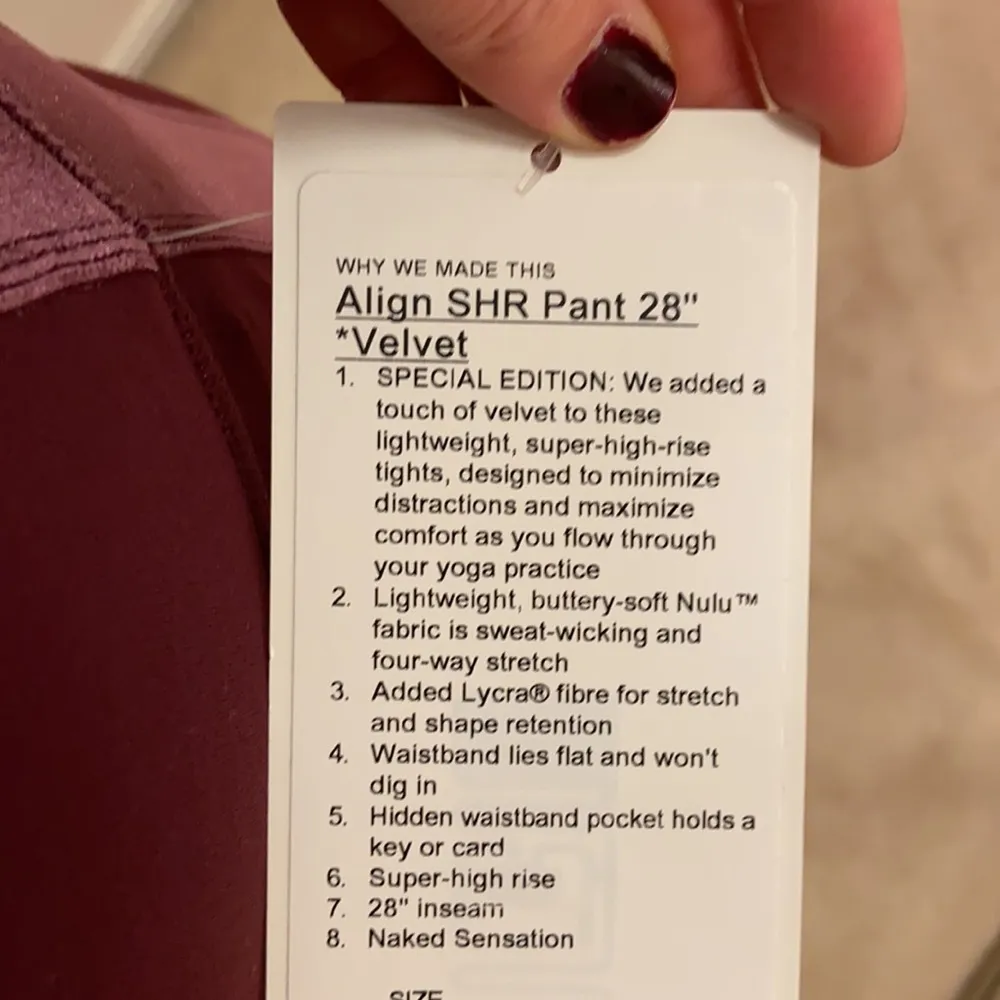 WHY WE MADE THIS
Align SHR Pant 28"
*Velvet
1. SPECIAL EDITION: We added a
touch of velvet to these
lightweight, super-high-rise
tights, designed to minimize
distractions and maximize
comfort as you flow through
your yoga practice
2. Lightweight, buttery-soft Nulu™
fabric is sweat-wicking and
four-way stretch
3. Added Lycra® fibre for stretch
and shape retention
4. Waistband lies flat and won't
dig in
5. Hidden waistband pocket holds a
key or card
6. Super-high rise
7. 28" inseam
8. Naked Sensation
SIZE